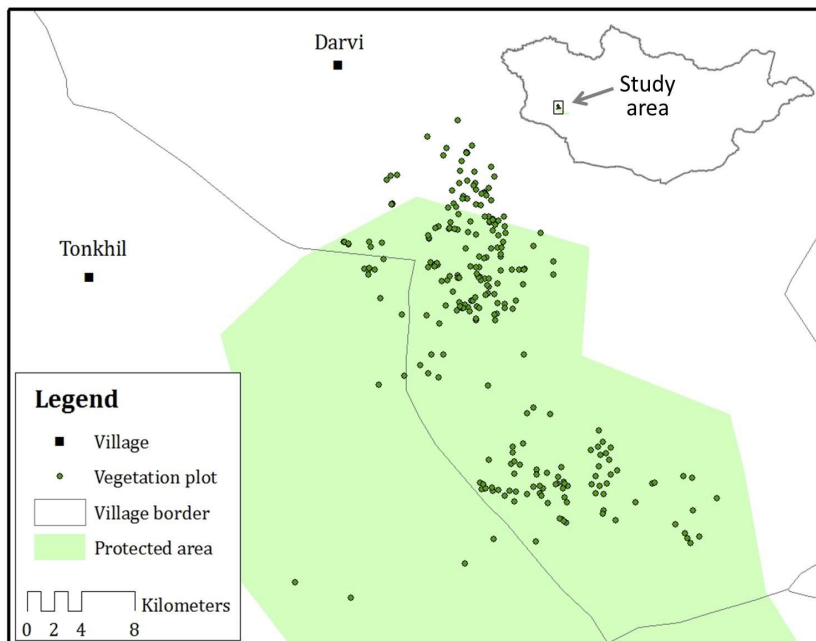 Darvi
Study
area
Tonkhil
Legend
Village
Vegetation plot
Village border
Protected area
Kilometers
0 2 4 8